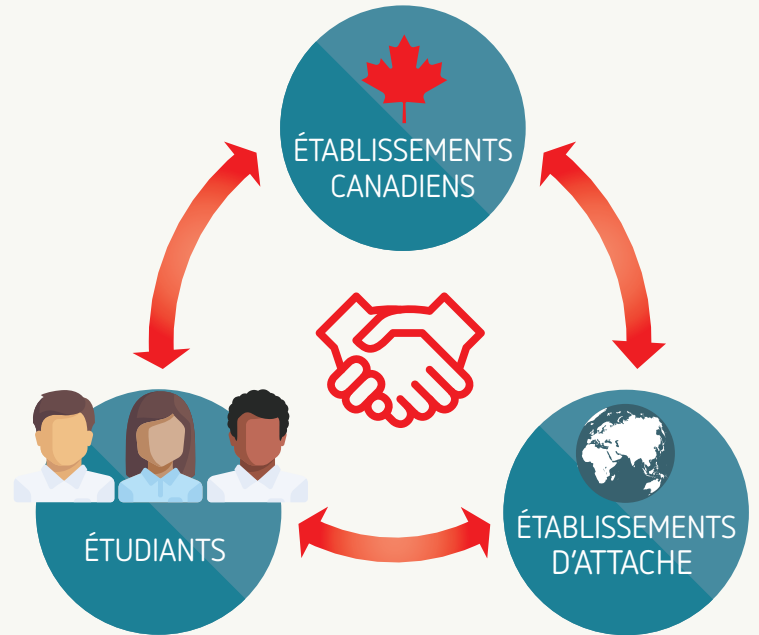 ÉTABLISSEMENTS
CANADIENS
ÉTUDIANTS
ÉTABLISSEMENTS
D'ATTACHE